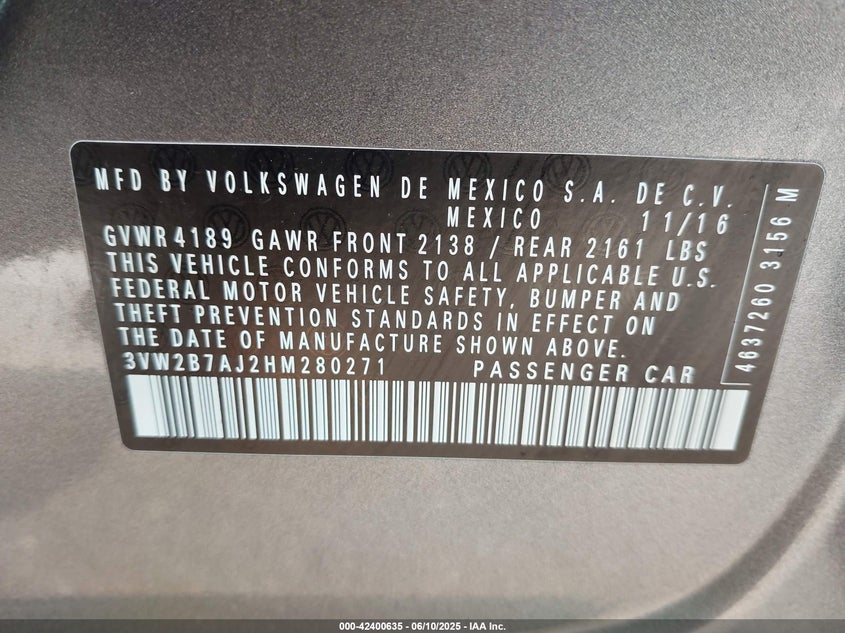 MFD BY VOLKSWAGEN DE MEXICO S.A. DE C.V.
MEXICO 11/16
GVWR 4189 GAWR FRONT 2138 / REAR 2161 LBS
THIS VEHICLE CONFORMS TO ALL APPLICABLE U.S.
FEDERAL MOTOR VEHICLE SAFETY, BUMPER AND
THEFT PREVENTION STANDARDS IN EFFECT ON
THE DATE OF MANUFACTURE SHOWN ABOVE.
3VW2B7AJ2HM280271 PASSENGER CAR
4637260 3156 M
000-42400635 - 06/10/2025 - IAA Inc.